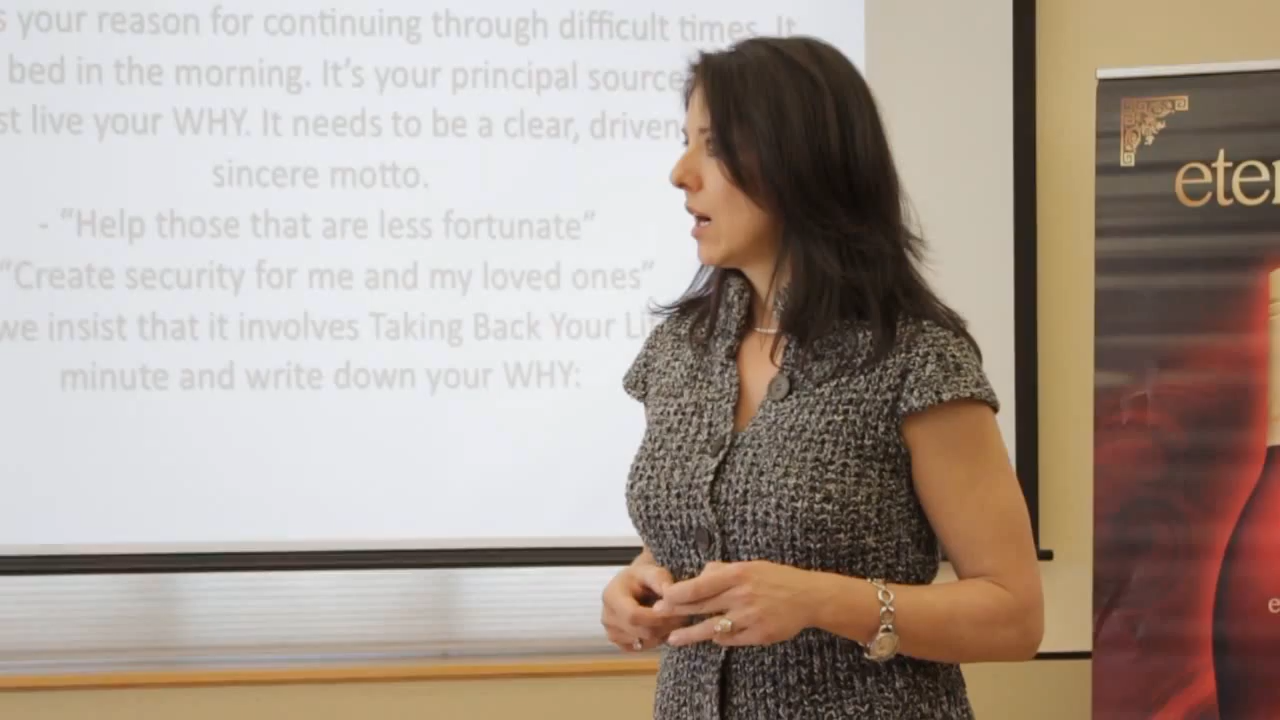 s your reason for continuing through difficult times. It
bed in the morning. It’s your principal source
st live your WHY. It needs to be a clear, driven,
sincere motto.
- “Help those that are less fortunate”
“Create security for me and my loved ones”
we insist that it involves Taking Back Your Li
minute and write down your WHY:
eter
e